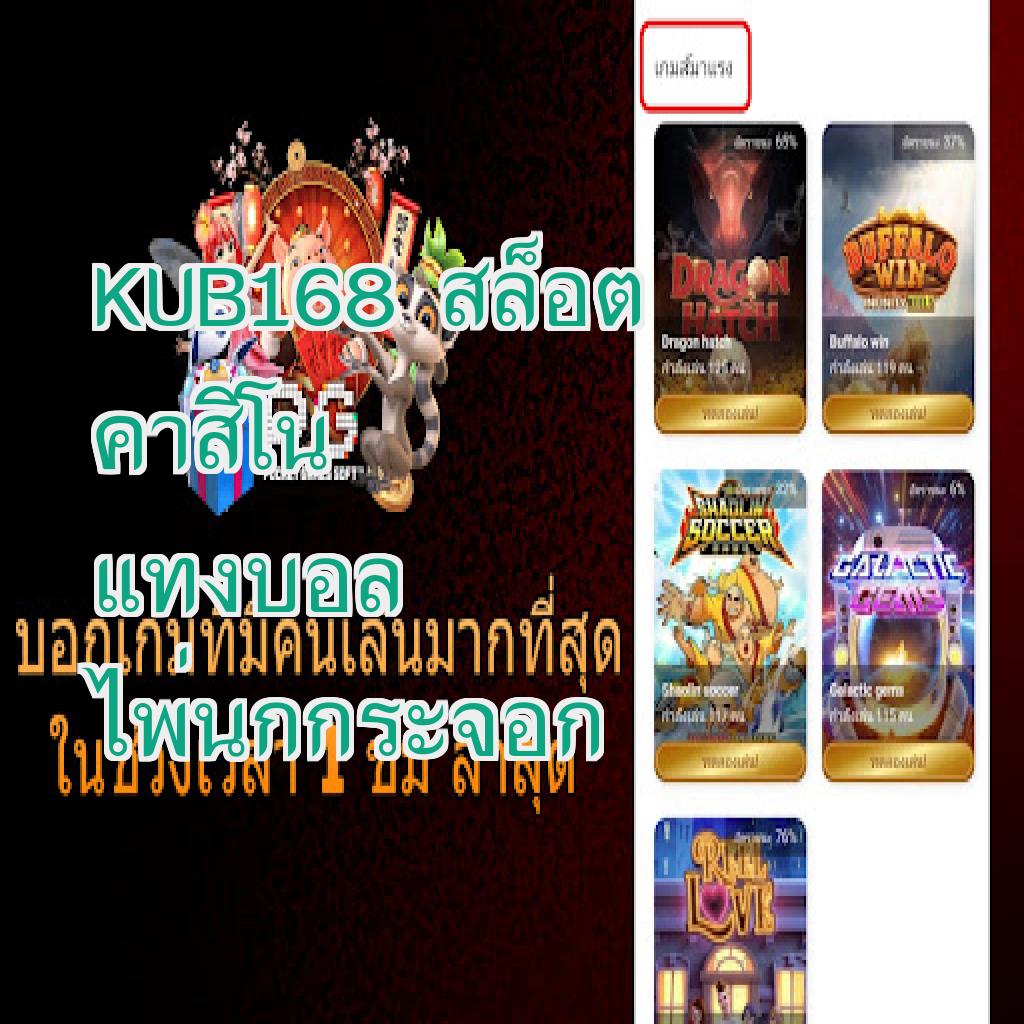 KUB168 สล็อต
คาสิโน
แทงบอล
ไพ่นกกระจอก
บอกเกมที่มีคนเล่นมากที่สุด
ในช่วงเวลา 1 ชม ล่าสุด
POCKET GAMES SOFT
เกมส์มาแรง
อัตราชนะ 68%
DRAGON
HATCH
Dragon hatch
กำลังเล่น 125 คน
ทดลองเล่น!
อัตราชนะ 37%
BUFFALO
WIN
Buffalo win
กำลังเล่น 119 คน
ทดลองเล่น!
SHAOLIN
SOCCER
Shaolin soccer
กำลังเล่น 117 คน
ทดลองเล่น!
อัตราชนะ 6%
GALACTIC
GEMS
Galactic gems
กำลังเล่น 115 คน
ทดลองเล่น!
อัตราชนะ 76%
REEL
LOVE